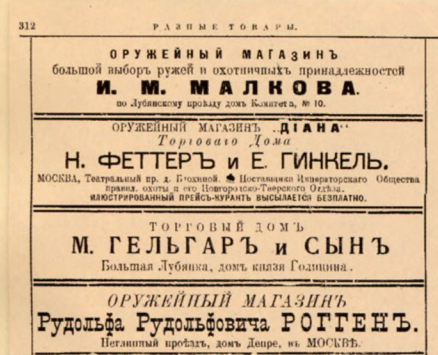 312
РАЗНЫЕ ТОВАРЫ.
ОРУЖЕЙНЫЙ МАГАЗИНЪ
большой выборъ ружей и охотничьихъ принадлежностей
И. М. МАЛКОВА.
по Лубянскому проѣзду домъ Комитета, № 10.
ОРУЖЕЙНЫЙ МАГАЗИНЪ „ДІАНА“
Торговаго Дома
Н. ФЕТТЕРЪ и Е. ГИНКЕЛЬ.
МОСКВА, Театральный пр. д. Бюхиной. Поставщики Императорскаго Общества
правил. охоты и его Новгородско-Тверского Отдѣла.
ИЛЮСТРИРОВАННЫЙ ПРЕЙСЪ-КУРАНТЪ ВЫСЫЛАЕТСЯ БЕЗПЛАТНО.
ТОРГОВЫЙ ДОМЪ
М. ГЕЛЬГАРЪ и СЫНЪ
Большая Лубянка, домъ князя Голицина.
ОРУЖЕЙНЫЙ МАГАЗИНЪ
Рудольфа Рудольфовича РОГГЕНЪ.
Неглинный проѣздъ, домъ Депре, въ МОСКВѢ.